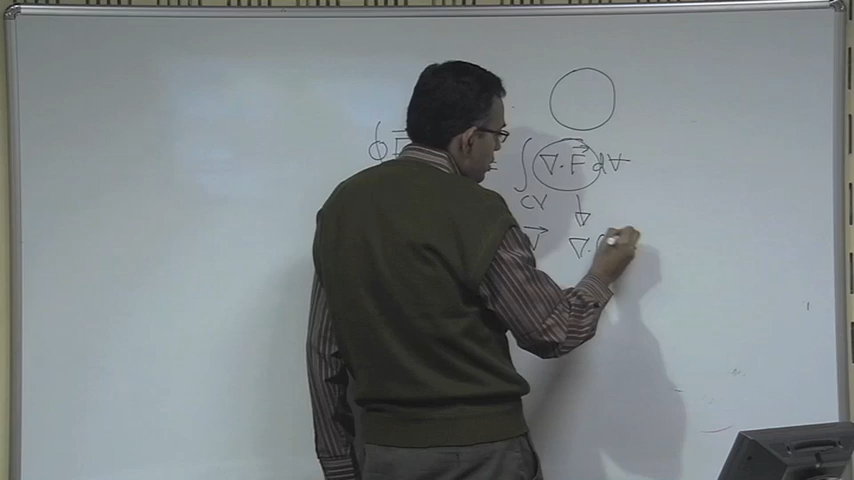 ∮ F⃗ = ∫ ∇·F⃗ dV
CV
V⃗ ∇·(